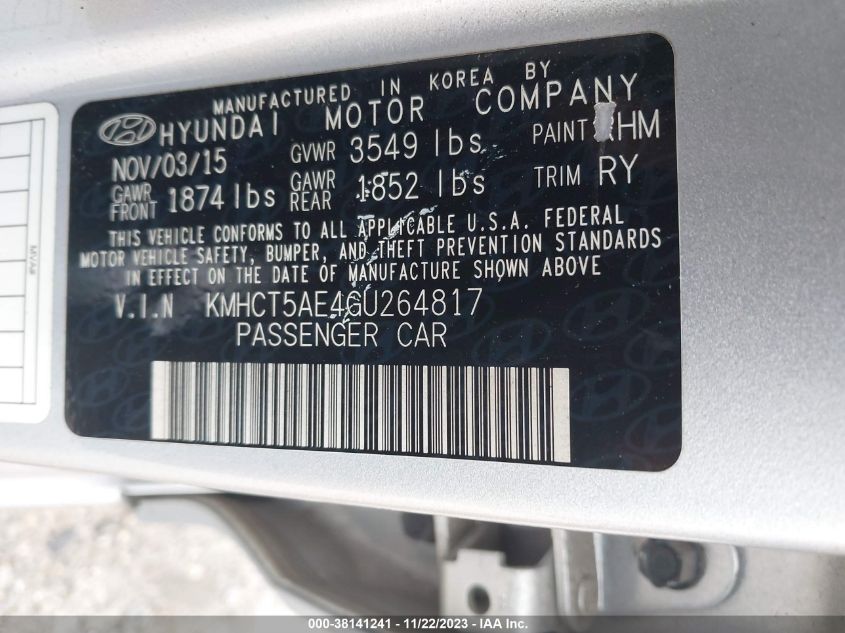 MANUFACTURED IN KOREA BY
HYUNDAI MOTOR COMPANY
NOV/03/15 GVWR 3549 lbs PAINT HM
GAWR FRONT 1874 lbs GAWR REAR 1852 lbs TRIM RY
THIS VEHICLE CONFORMS TO ALL APPLICABLE U.S.A. FEDERAL
MOTOR VEHICLE SAFETY, BUMPER, AND THEFT PREVENTION STANDARDS
IN EFFECT ON THE DATE OF MANUFACTURE SHOWN ABOVE
V.I.N KMHCT5AE4GU264817
PASSENGER CAR
MVA#
000-38141241 - 11/22/2023 - IAA Inc.